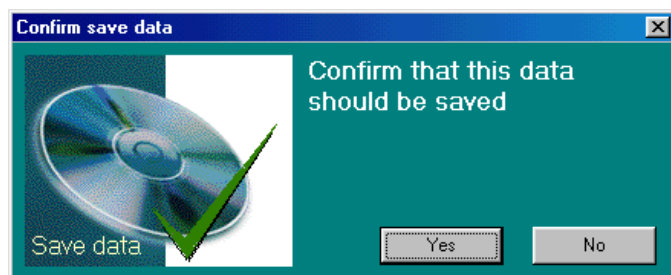 Confirm save data
Confirm that this data
should be saved
Save data
Yes
No